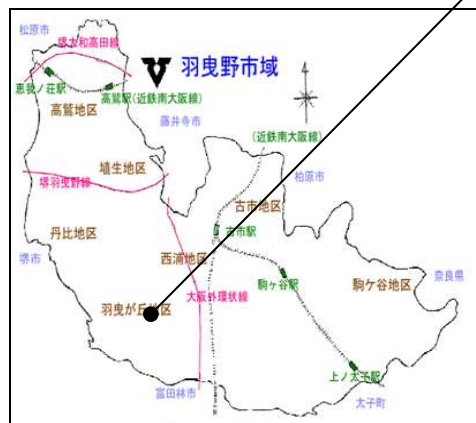 松原市
堺大和高田線
羽曳野市域
恵我ノ荘駅
高鷲駅(近鉄南大阪線)
高鷲地区
藤井寺市
(近鉄南大阪線)
埴生地区
柏原市
堺羽曳野線
古市地区
丹比地区
古市駅
堺市
西浦地区
駒ヶ谷駅
駒ケ谷地区
奈良県
大阪外環状線
羽曳が丘地区
上ノ太子駅
富田林市
太子町